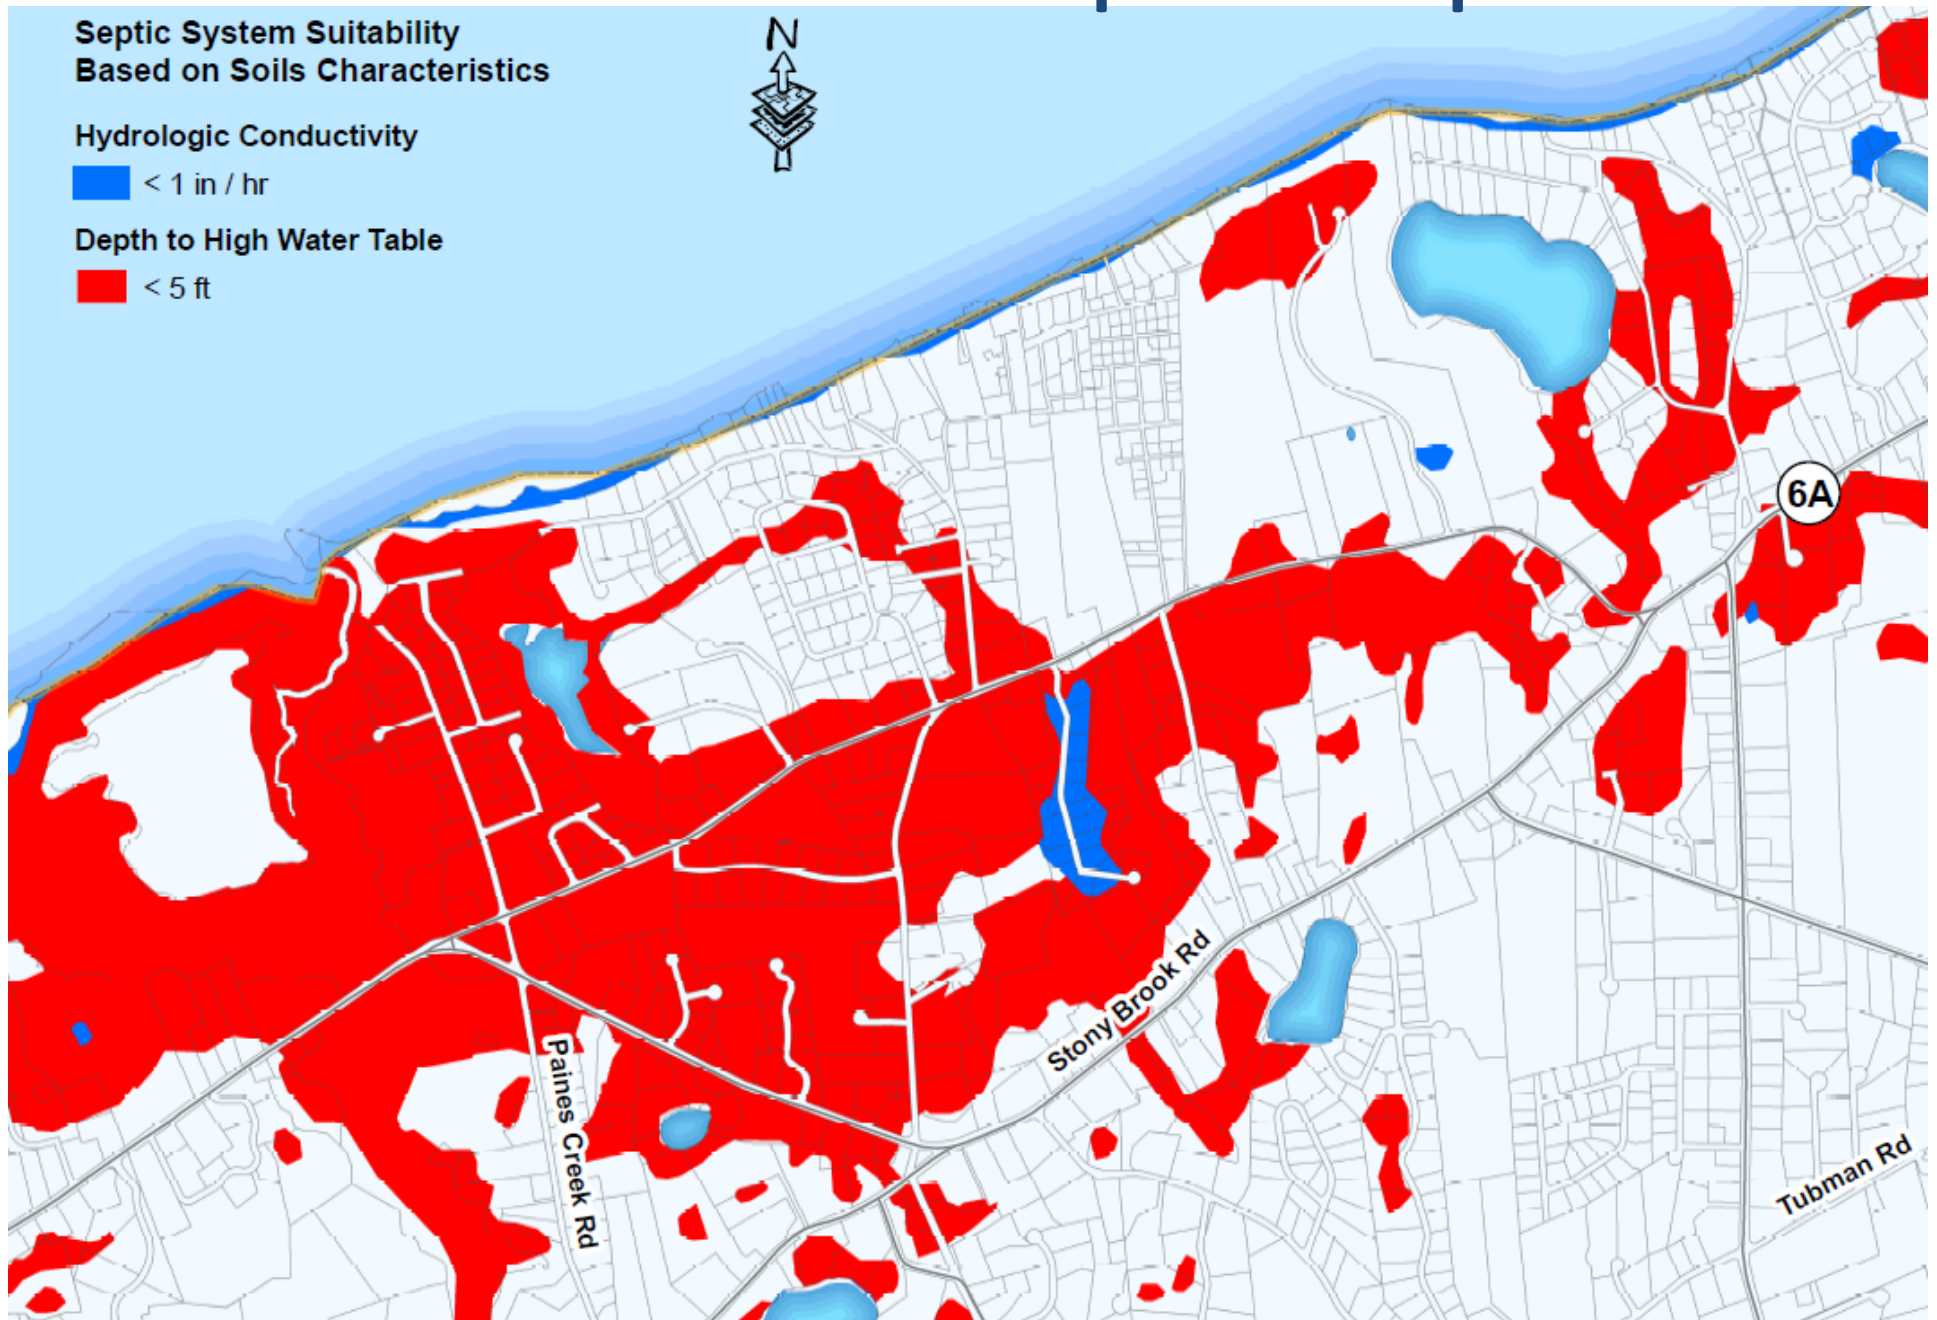 Septic System Suitability
Based on Soils Characteristics
N
Hydrologic Conductivity
< 1 in / hr
Depth to High Water Table
< 5 ft
6A
Stony Brook Rd
Paines Creek Rd
Tubman Rd